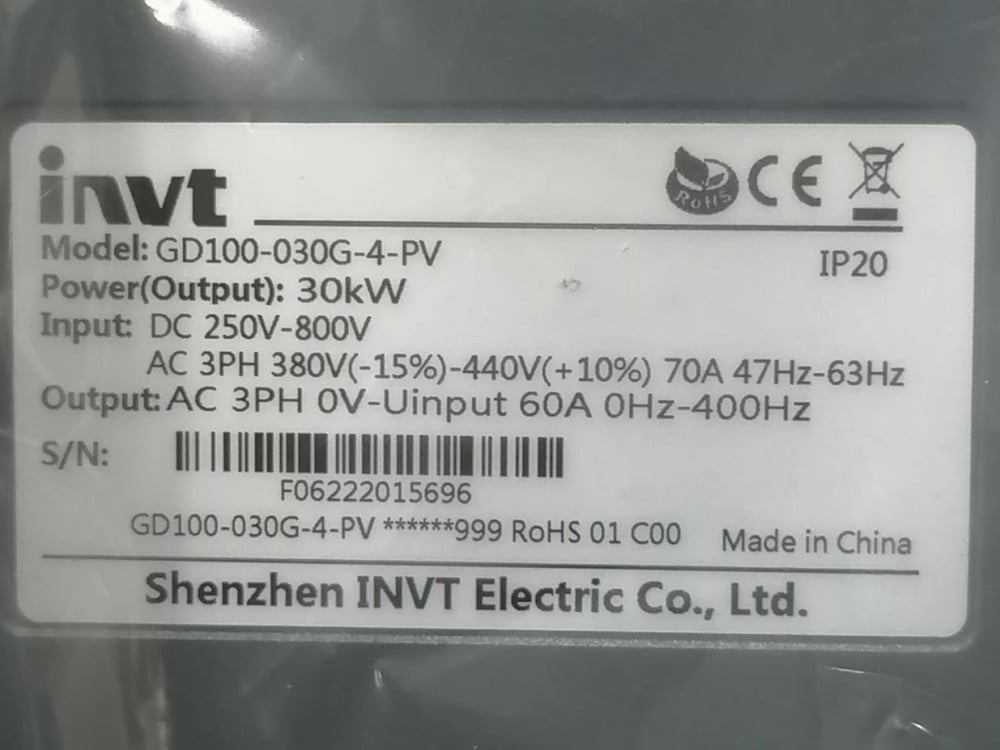 invt
RoHS CE
Model: GD100-030G-4-PV
IP20
Power(Output): 30kW
Input: DC 250V-800V
AC 3PH 380V(-15%)-440V(+10%) 70A 47Hz-63Hz
Output: AC 3PH 0V-Uinput 60A 0Hz-400Hz
S/N:
F06222015696
GD100-030G-4-PV ******999 RoHS 01 C00
Made in China
Shenzhen INVT Electric Co., Ltd.